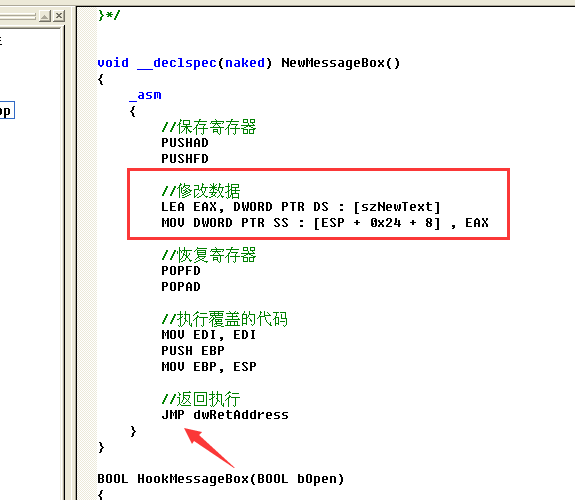 }*/
void __declspec(naked) NewMessageBox()
{
_asm
{
//保存寄存器
PUSHAD
PUSHFD
//修改数据
LEA EAX, DWORD PTR DS : [szNewText]
MOV DWORD PTR SS : [ESP + 0x24 + 8] , EAX
//恢复寄存器
POPFD
POPAD
//执行覆盖的代码
MOV EDI, EDI
PUSH EBP
MOV EBP, ESP
//返回执行
JMP dwRetAddress
}
}
BOOL HookMessageBox(BOOL bOpen)
{